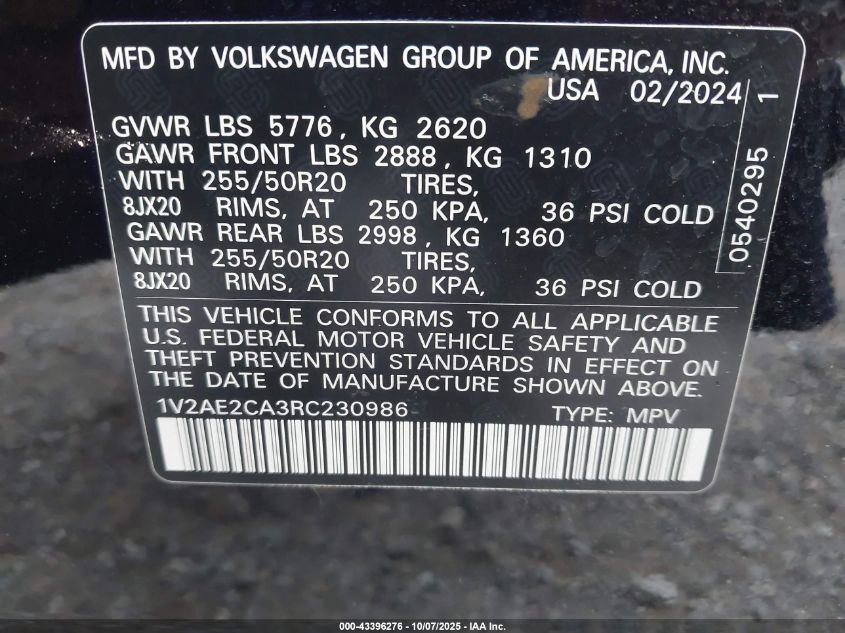 MFD BY VOLKSWAGEN GROUP OF AMERICA, INC.
USA 02/2024
GVWR LBS 5776, KG 2620
GAWR FRONT LBS 2888, KG 1310
WITH 255/50R20 TIRES,
8JX20 RIMS, AT 250 KPA, 36 PSI COLD
GAWR REAR LBS 2998, KG 1360
WITH 255/50R20 TIRES,
8JX20 RIMS, AT 250 KPA, 36 PSI COLD
0540295 1
THIS VEHICLE CONFORMS TO ALL APPLICABLE
U.S. FEDERAL MOTOR VEHICLE SAFETY AND
THEFT PREVENTION STANDARDS IN EFFECT ON
THE DATE OF MANUFACTURE SHOWN ABOVE.
1V2AE2CA3RC230986 TYPE: MPV
000-43396276 - 10/07/2025 - IAA Inc.